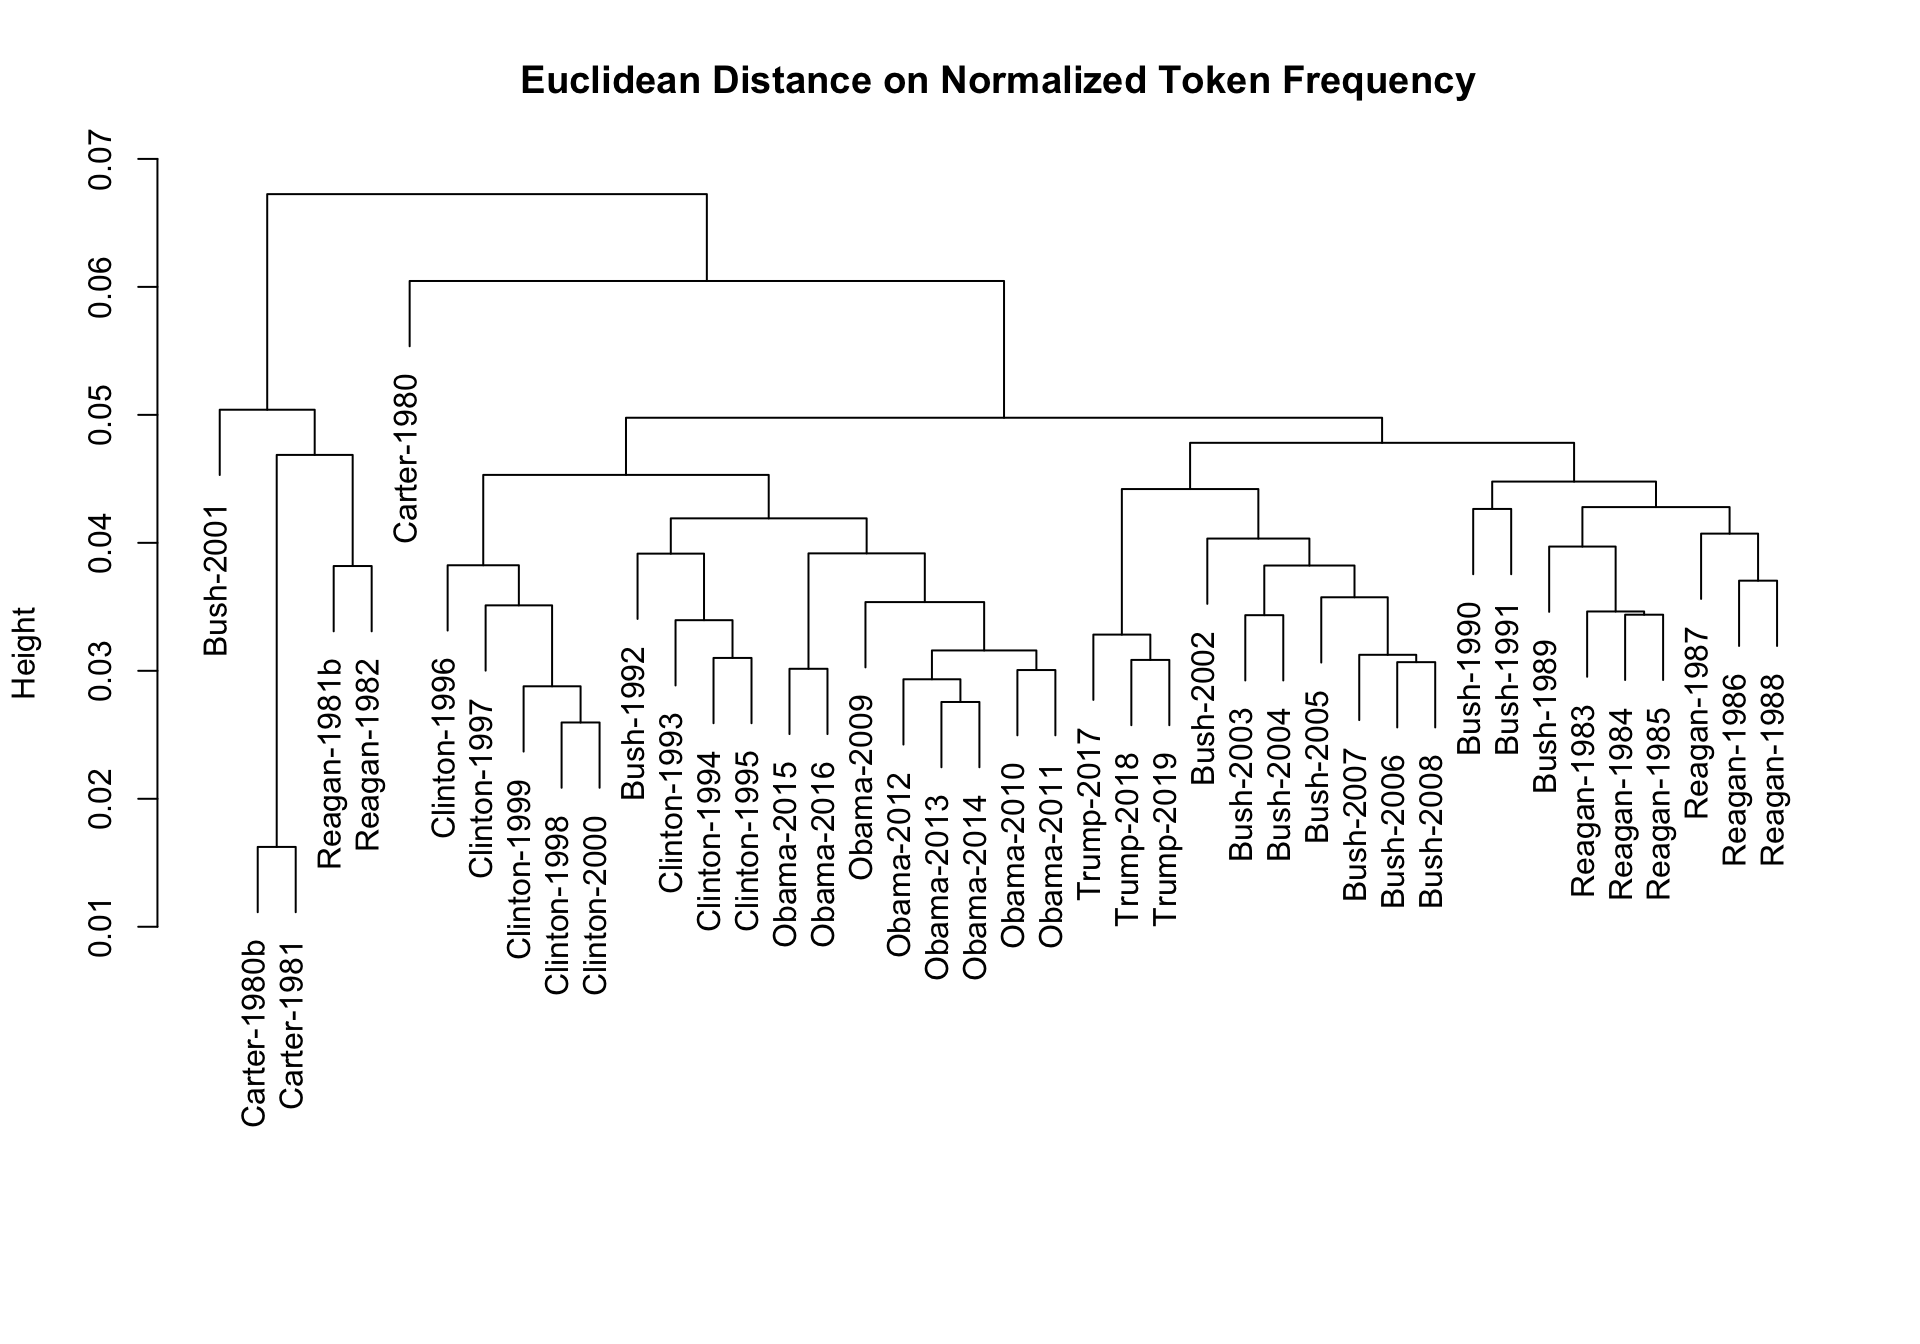 Euclidean Distance on Normalized Token Frequency
Height
0.07
0.06
0.05
0.04
0.03
0.02
0.01
Bush-2001
Carter-1980b
Carter-1981
Reagan-1981b
Reagan-1982
Carter-1980
Clinton-1996
Clinton-1997
Clinton-1999
Clinton-1998
Clinton-2000
Bush-1992
Clinton-1993
Clinton-1994
Clinton-1995
Obama-2015
Obama-2016
Obama-2009
Obama-2012
Obama-2013
Obama-2014
Obama-2010
Obama-2011
Trump-2017
Trump-2018
Trump-2019
Bush-2002
Bush-2003
Bush-2004
Bush-2005
Bush-2007
Bush-2006
Bush-2008
Bush-1990
Bush-1991
Bush-1989
Reagan-1983
Reagan-1984
Reagan-1985
Reagan-1987
Reagan-1986
Reagan-1988